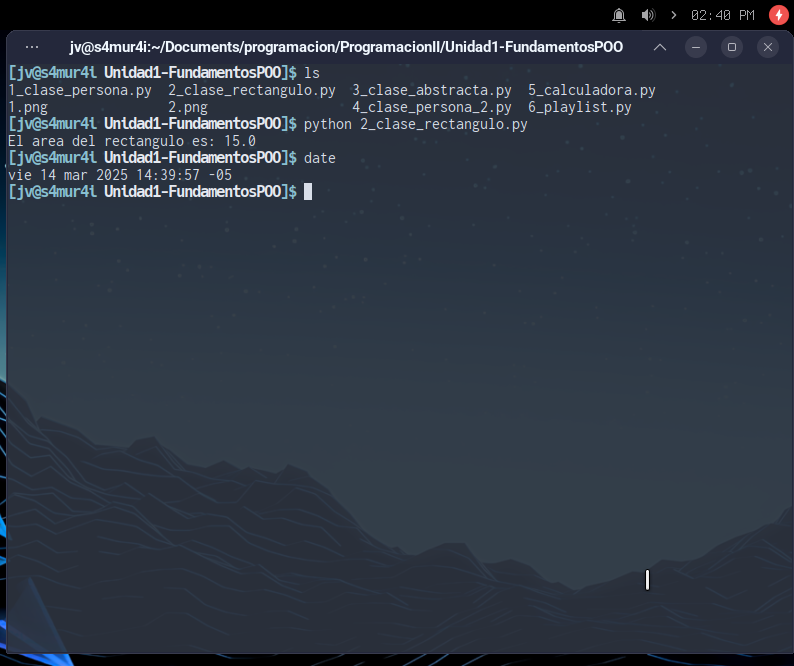 02:40 PM
jv@s4mur4i:~/Documents/programacion/ProgramacionII/Unidad1-FundamentosPOO
[jv@s4mur4i Unidad1-FundamentosPOO]$ ls
1_clase_persona.py  2_clase_rectangulo.py  3_clase_abstracta.py  5_calculadora.py
1.png               2.png                  4_clase_persona_2.py  6_playlist.py
[jv@s4mur4i Unidad1-FundamentosPOO]$ python 2_clase_rectangulo.py
El area del rectangulo es: 15.0
[jv@s4mur4i Unidad1-FundamentosPOO]$ date
vie 14 mar 2025 14:39:57 -05
[jv@s4mur4i Unidad1-FundamentosPOO]$